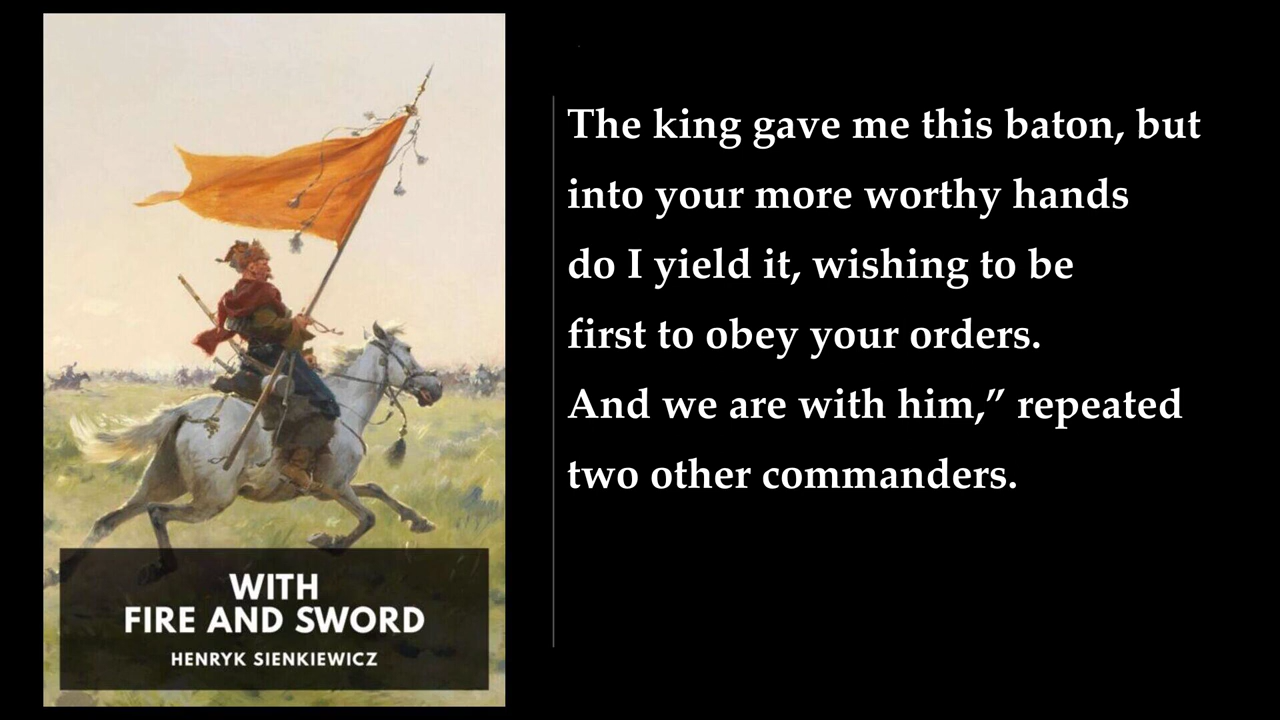 WITH
FIRE AND SWORD
HENRYK SIENKIEWICZ
The king gave me this baton, but
into your more worthy hands
do I yield it, wishing to be
first to obey your orders.
And we are with him,” repeated
two other commanders.